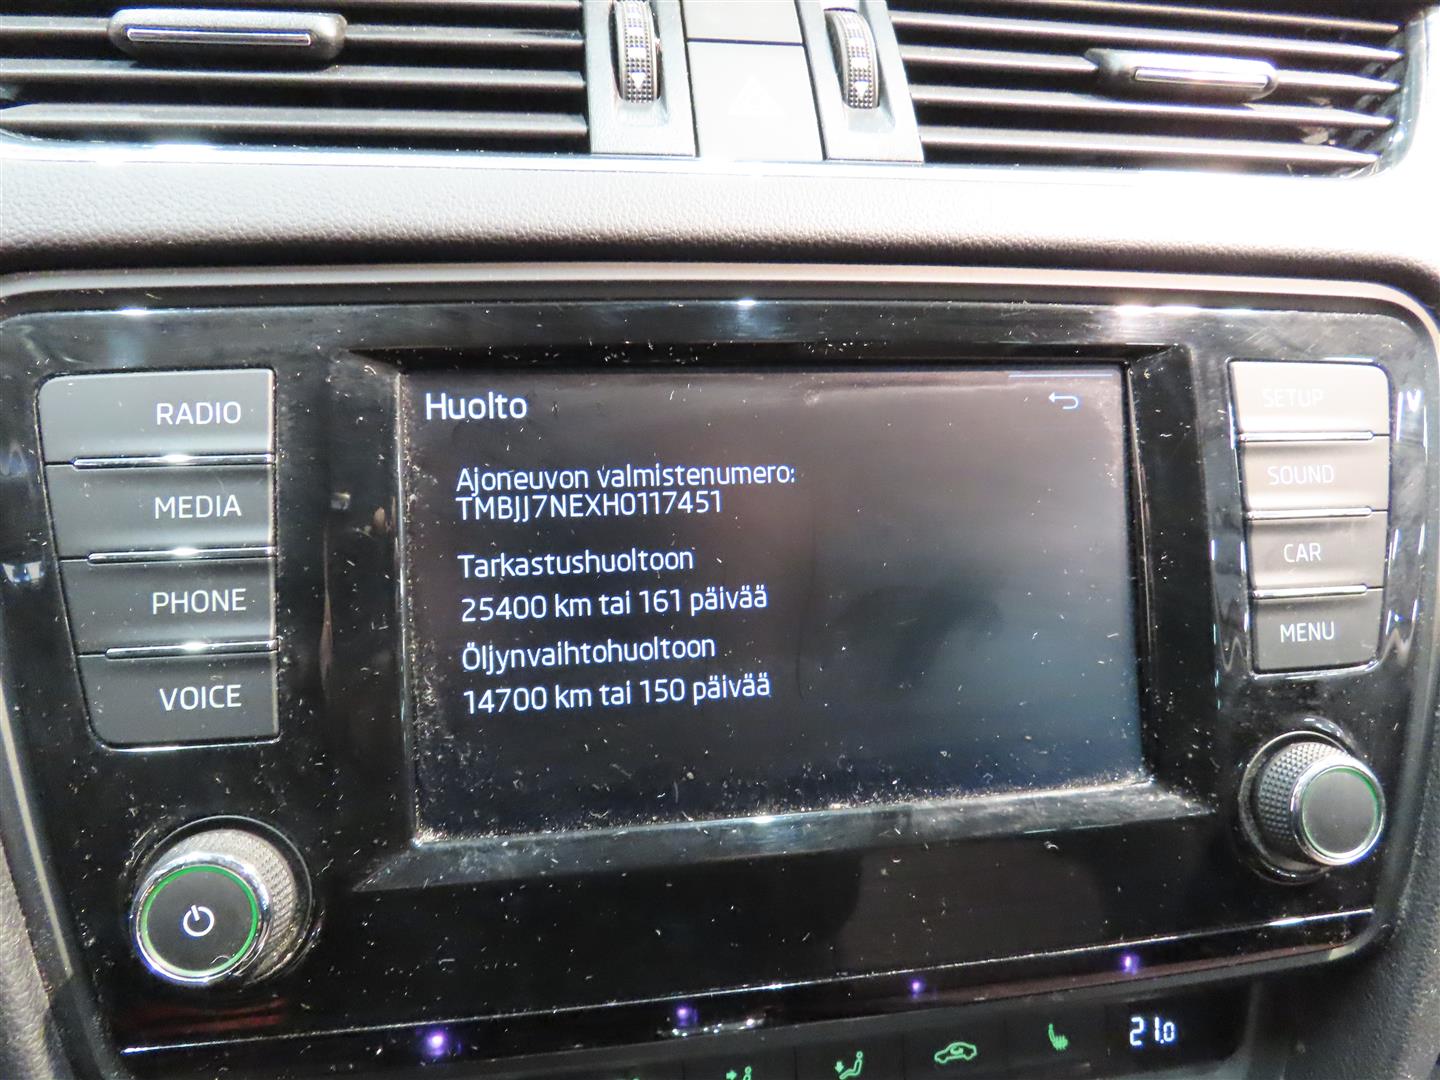 RADIO
MEDIA
PHONE
VOICE
Huolto
Ajoneuvon valmistenumero:
TMBJJ7NEXH0117451
Tarkastushuoltoon
25400 km tai 161 päivää
Öljynvaihtohuoltoon
14700 km tai 150 päivää
SETUP
SOUND
CAR
MENU
21.0